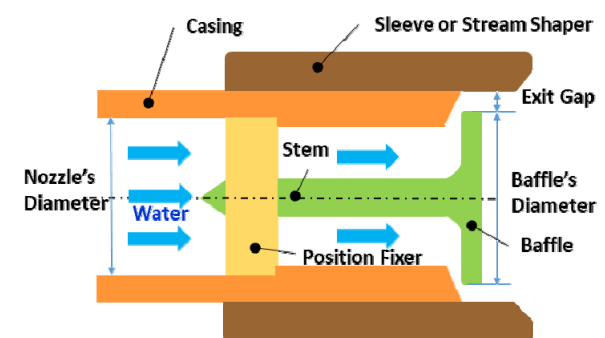 Casing
Sleeve or Stream Shaper
Exit Gap
Stem
Nozzle's
Diameter
Water
Baffle's
Diameter
Baffle
Position Fixer